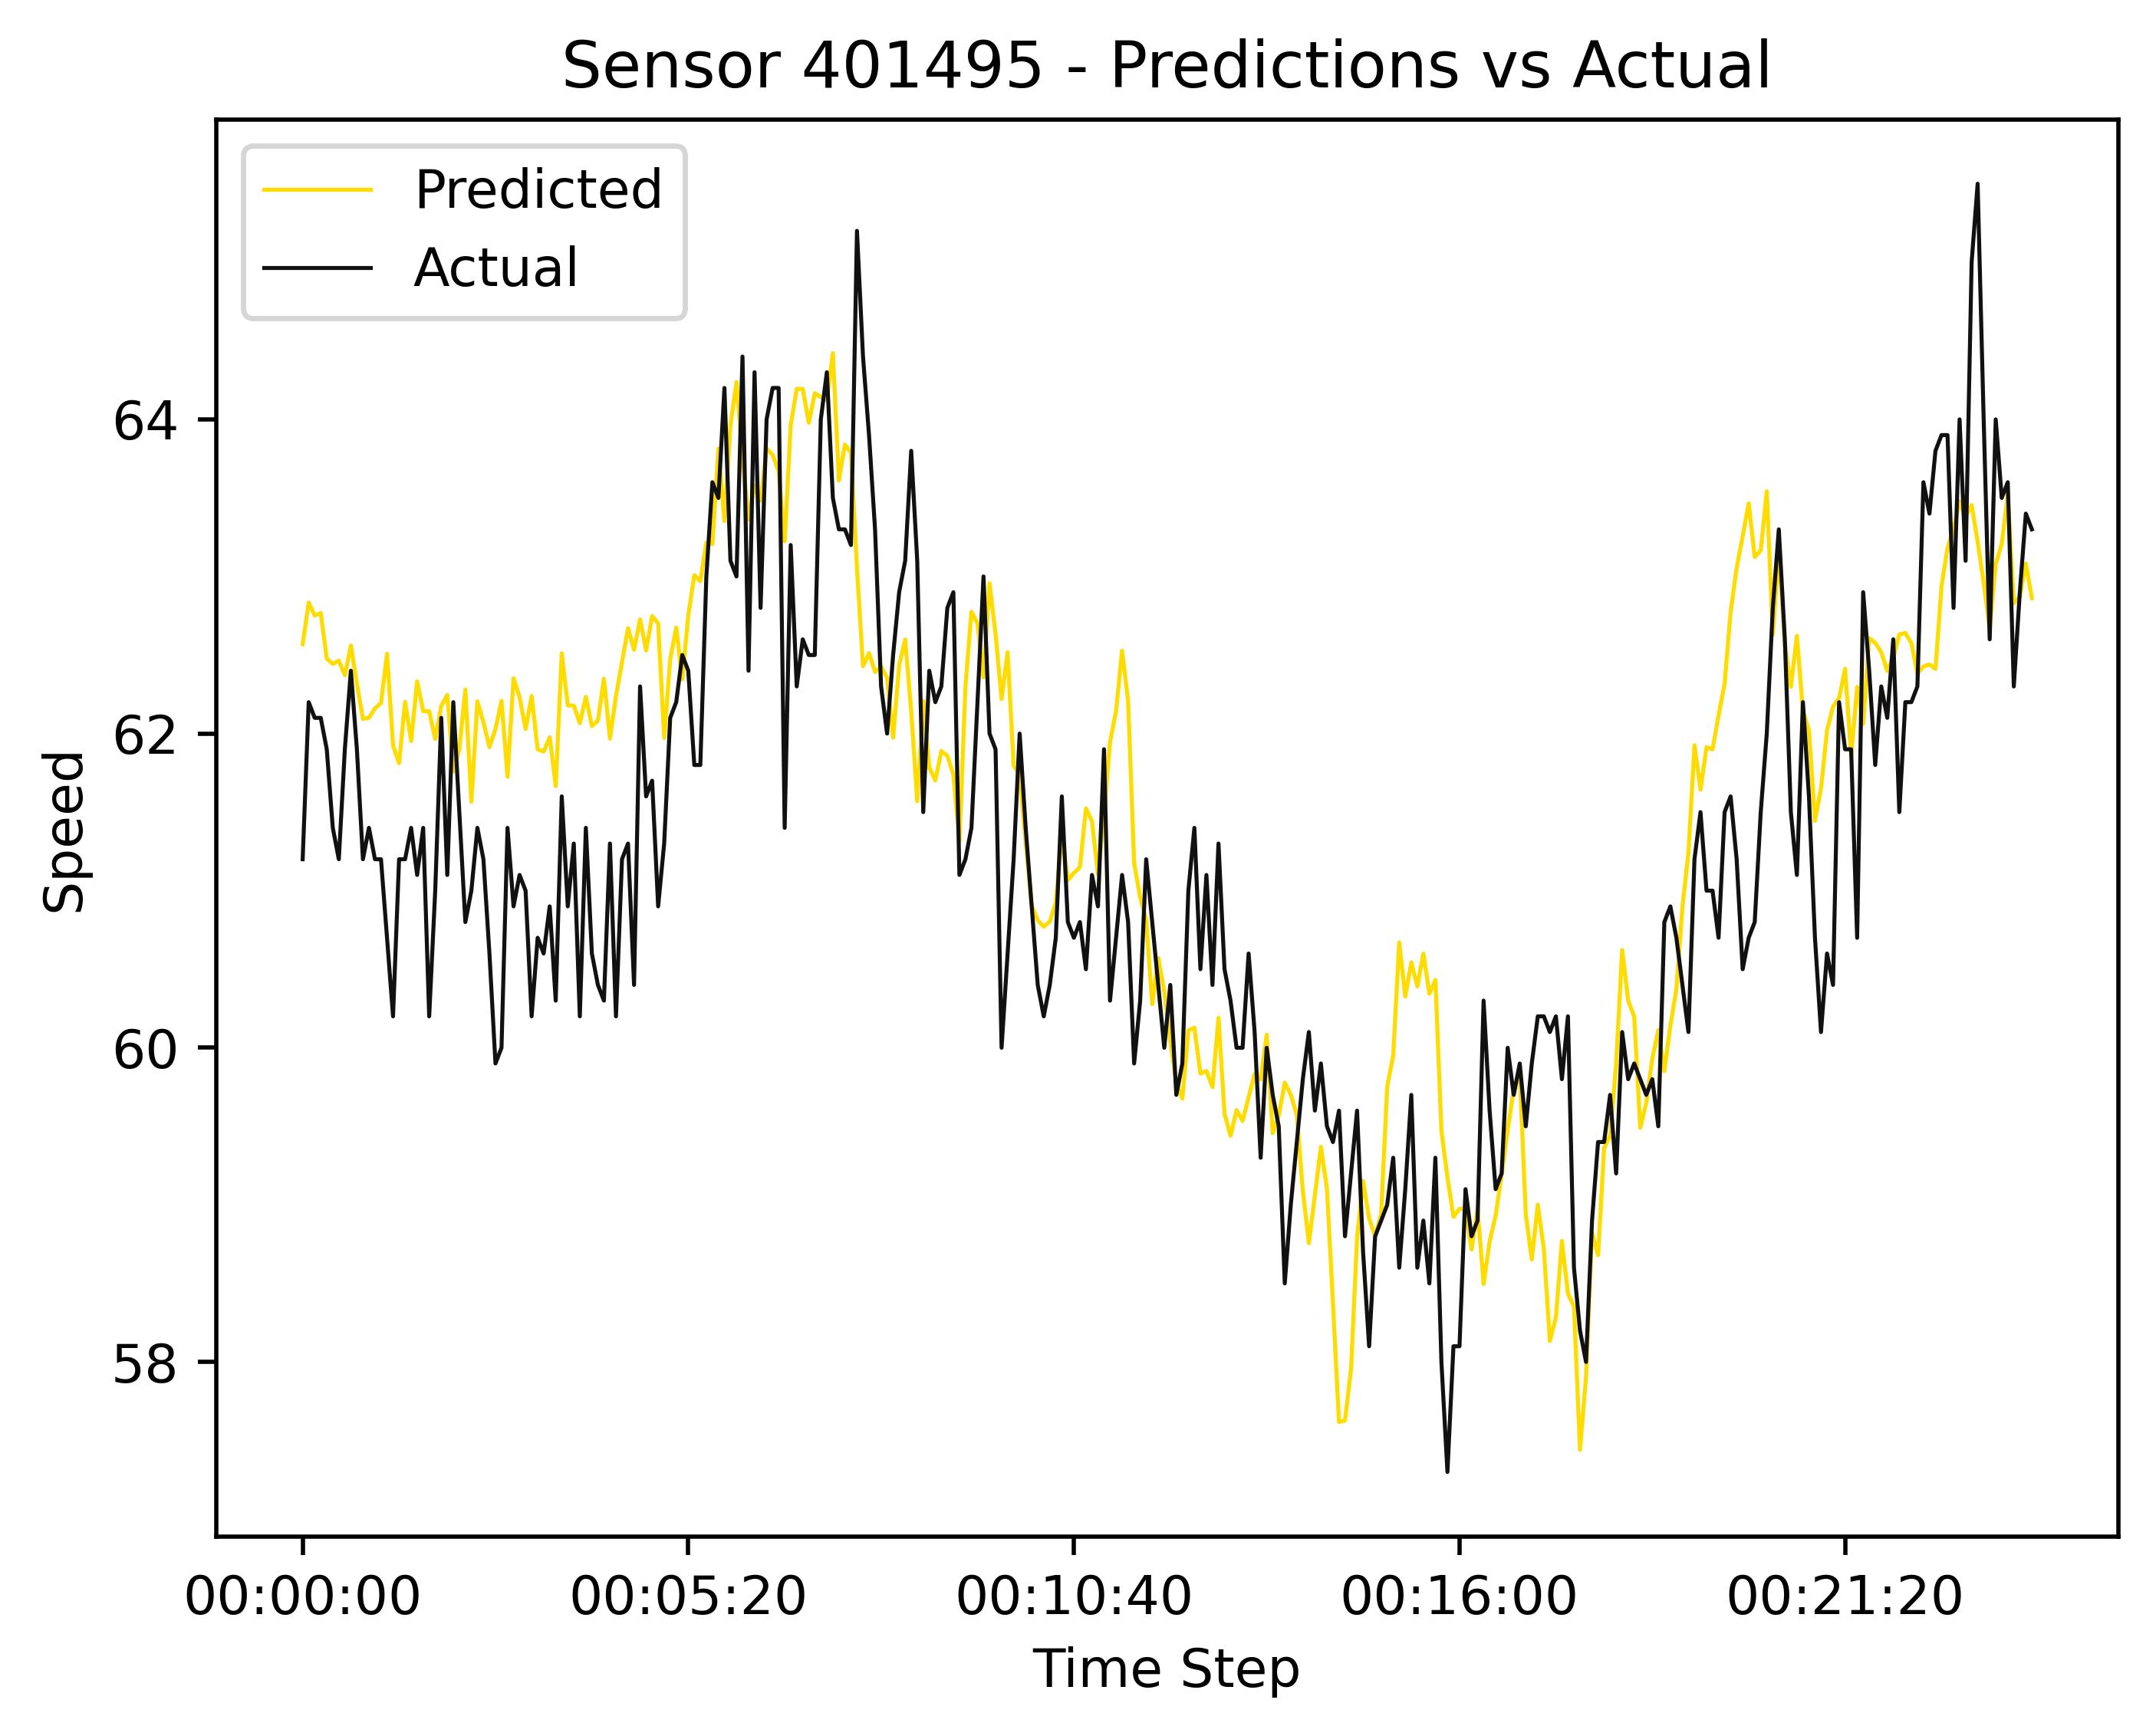 Sensor 401495 - Predictions vs Actual
Predicted
Actual
64
62
60
58
Speed
00:00:00 00:05:20 00:10:40 00:16:00 00:21:20
Time Step